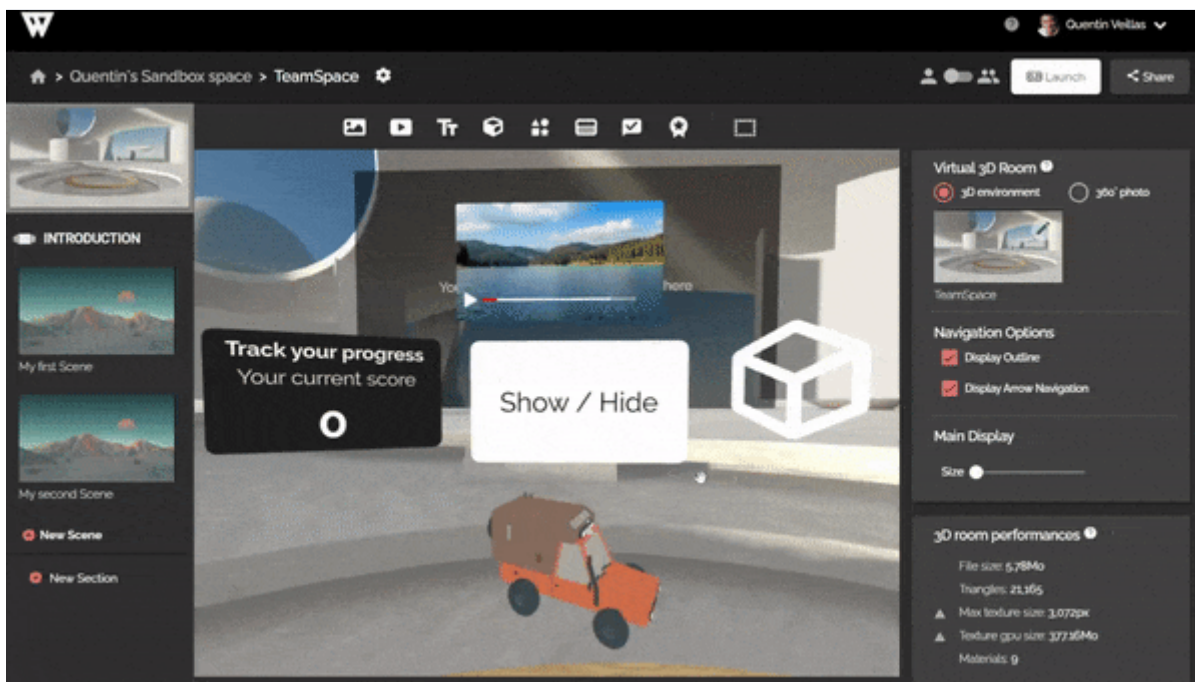 W
Quentin Veillas
> Quentin's Sandbox space > TeamSpace
Launch
Share
Tr
INTRODUCTION
My first Scene
My second Scene
New Scene
New Section
here
Track your progress
Your current score
0
Show / Hide
Virtual 3D Room
3D environment
360° photo
TeamSpace
Navigation Options
Display Outline
Display Arrow Navigation
Main Display
Size
3D room performances
File size: 5,78Mo
Triangles: 21,165
Max texture size: 3,072px
Texture gpu size: 377.16Mo
Materials: 9